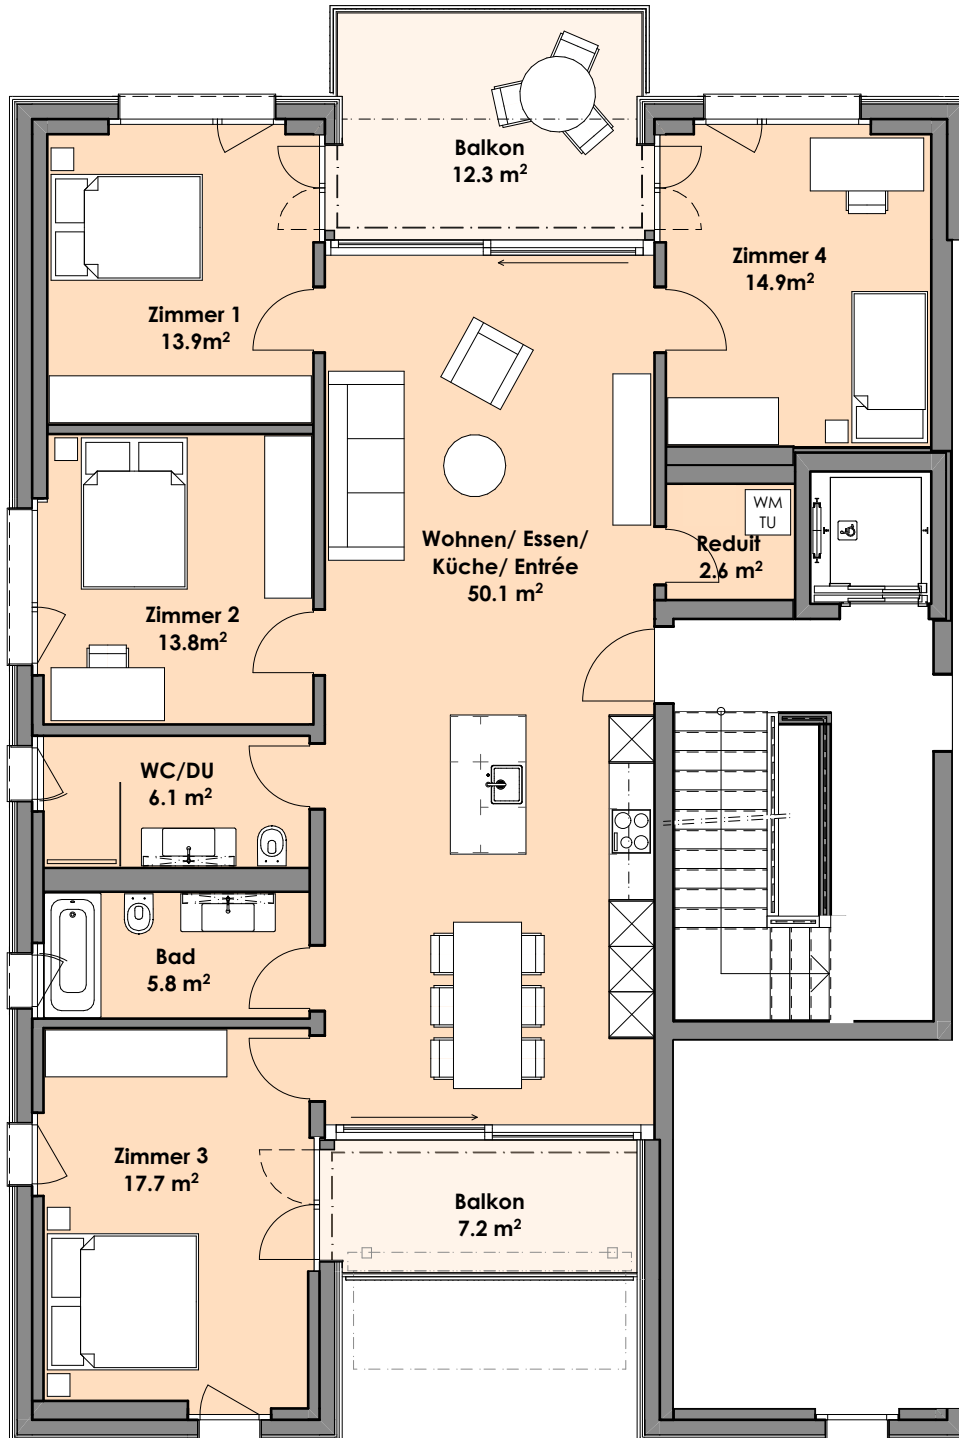 Balkon
12.3 m²
Zimmer 4
14.9m²
Zimmer 1
13.9m²
WM
TU
Wohnen/ Essen/
Küche/ Entrée
50.1 m²
Reduit
2.6 m²
Zimmer 2
13.8m²
WC/DU
6.1 m²
Bad
5.8 m²
Zimmer 3
17.7 m²
Balkon
7.2 m²